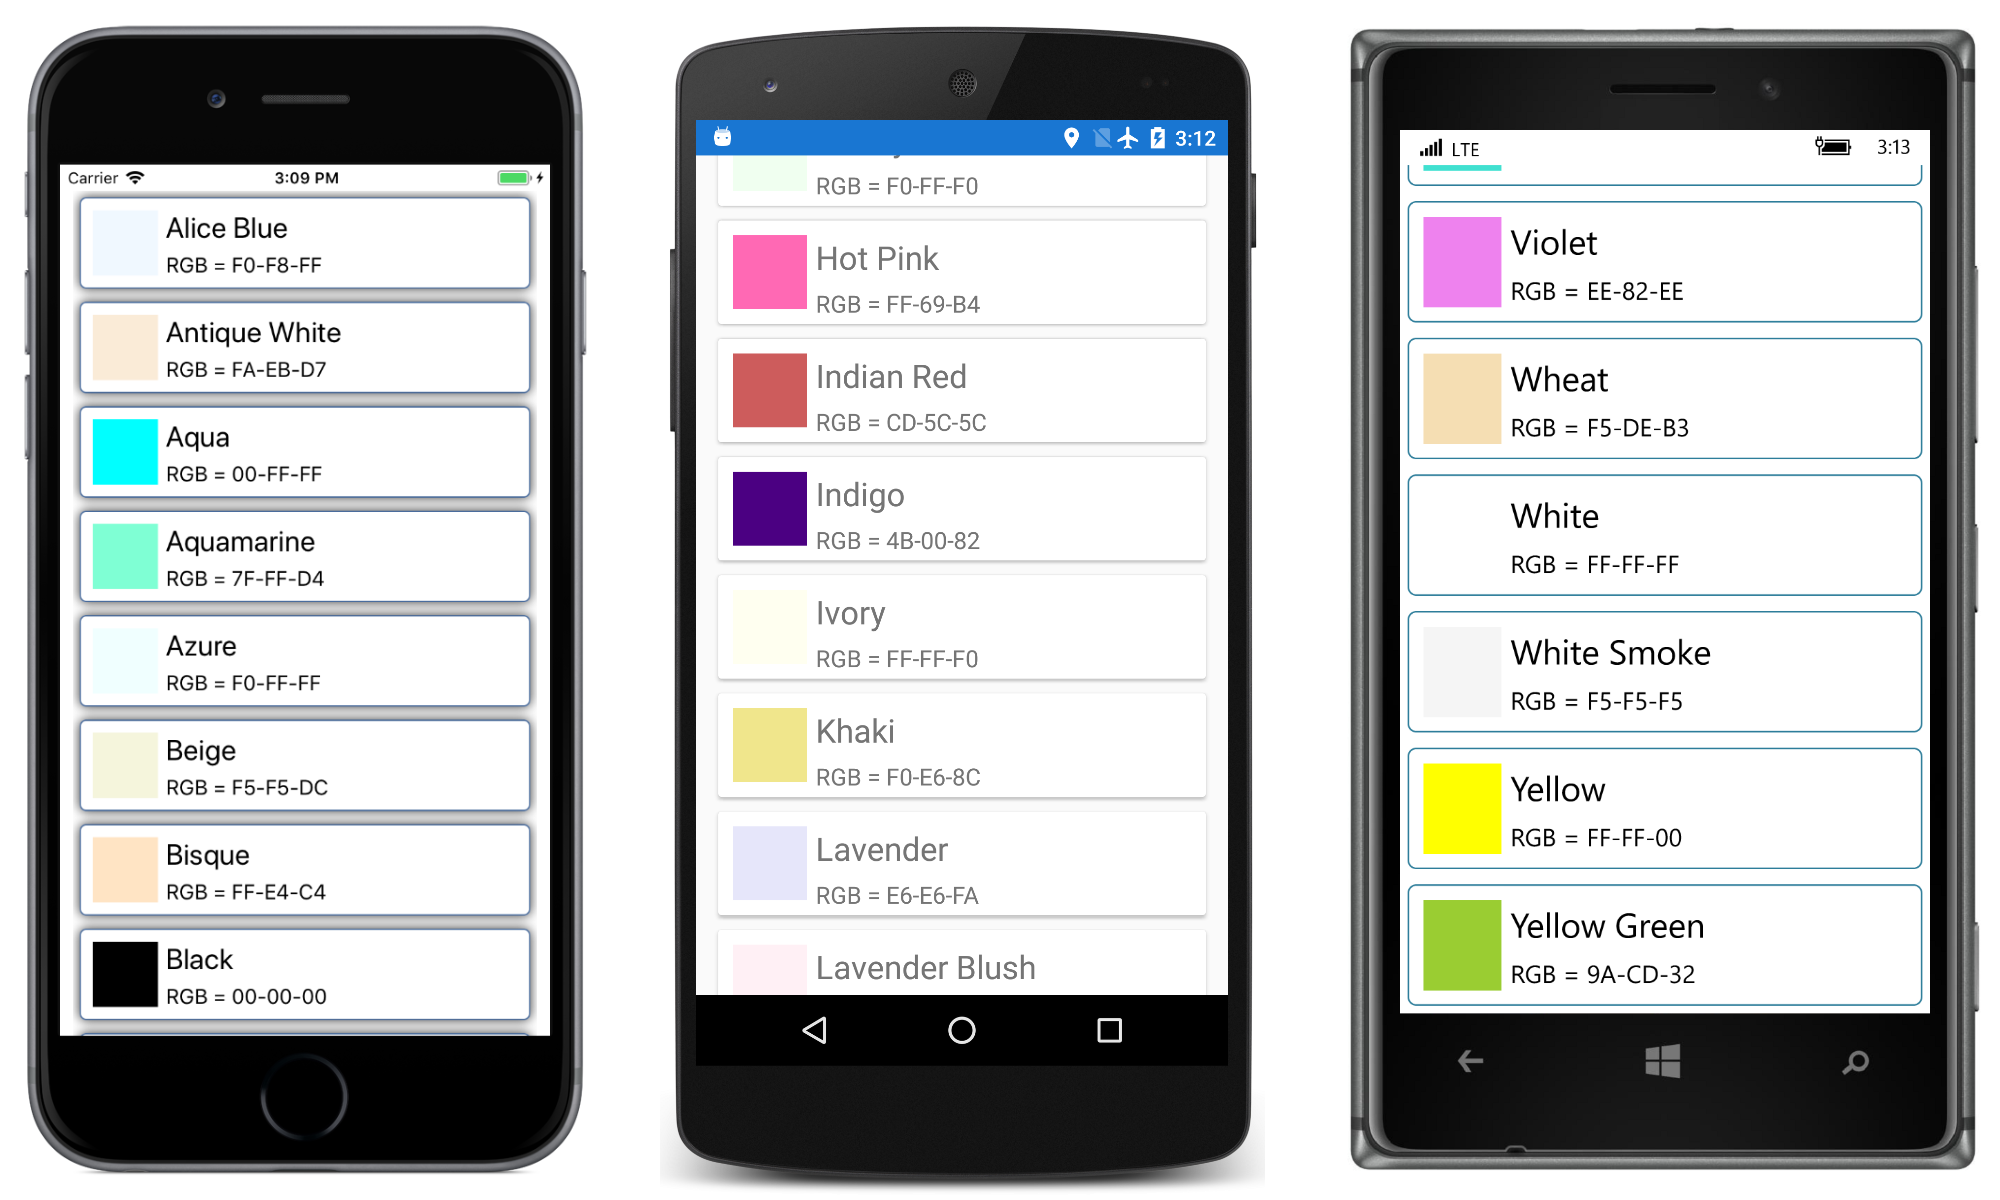 Carrier 3:09 PM
Alice Blue
RGB = F0-F8-FF
Antique White
RGB = FA-EB-D7
Aqua
RGB = 00-FF-FF
Aquamarine
RGB = 7F-FF-D4
Azure
RGB = F0-FF-FF
Beige
RGB = F5-F5-DC
Bisque
RGB = FF-E4-C4
Black
RGB = 00-00-00
3:12
RGB = F0-FF-F0
Hot Pink
RGB = FF-69-B4
Indian Red
RGB = CD-5C-5C
Indigo
RGB = 4B-00-82
Ivory
RGB = FF-FF-F0
Khaki
RGB = F0-E6-8C
Lavender
RGB = E6-E6-FA
Lavender Blush
LTE 3:13
Violet
RGB = EE-82-EE
Wheat
RGB = F5-DE-B3
White
RGB = FF-FF-FF
White Smoke
RGB = F5-F5-F5
Yellow
RGB = FF-FF-00
Yellow Green
RGB = 9A-CD-32